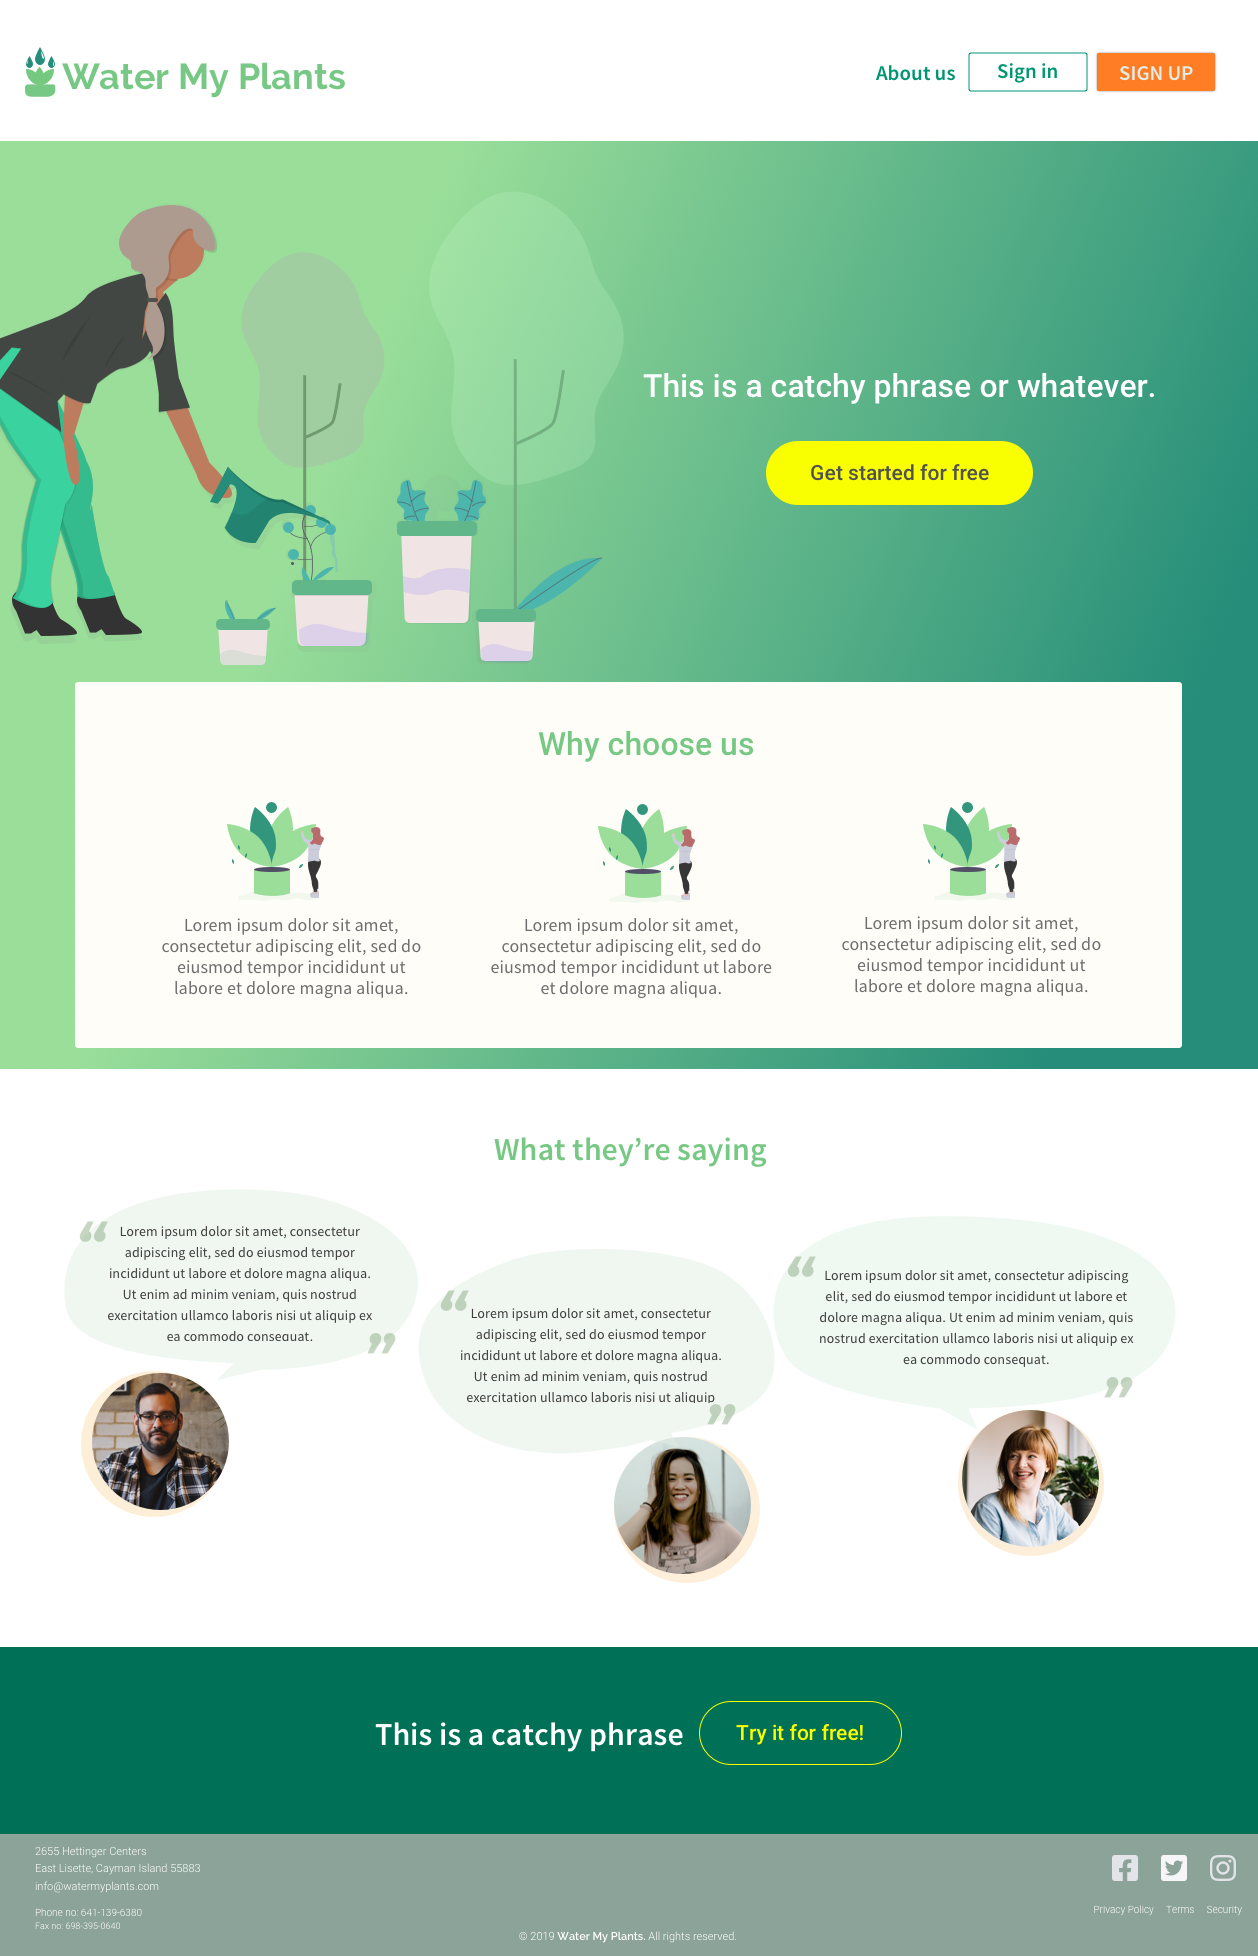 Water My Plants
About us
Sign in
SIGN UP
This is a catchy phrase or whatever.
Get started for free
Why choose us
Lorem ipsum dolor sit amet,
consectetur adipiscing elit, sed do
eiusmod tempor incididunt ut
labore et dolore magna aliqua.
Lorem ipsum dolor sit amet,
consectetur adipiscing elit, sed do
eiusmod tempor incididunt ut labore
et dolore magna aliqua.
Lorem ipsum dolor sit amet,
consectetur adipiscing elit, sed do
eiusmod tempor incididunt ut
labore et dolore magna aliqua.
What they’re saying
“
Lorem ipsum dolor sit amet, consectetur
adipiscing elit, sed do eiusmod tempor
incididunt ut labore et dolore magna aliqua.
Ut enim ad minim veniam, quis nostrud
exercitation ullamco laboris nisi ut aliquip ex
ea commodo consequat.
”
“
Lorem ipsum dolor sit amet, consectetur
adipiscing elit, sed do eiusmod tempor
incididunt ut labore et dolore magna aliqua.
Ut enim ad minim veniam, quis nostrud
exercitation ullamco laboris nisi ut aliquip
”
“
Lorem ipsum dolor sit amet, consectetur adipiscing
elit, sed do eiusmod tempor incididunt ut labore et
dolore magna aliqua. Ut enim ad minim veniam, quis
nostrud exercitation ullamco laboris nisi ut aliquip ex
ea commodo consequat.
”
This is a catchy phrase
Try it for free!
2655 Hettinger Centers
East Lisette, Cayman Island 55883
info@watermyplants.com
Phone no: 641-139-6380
Fax no: 698-395-0640
© 2019 Water My Plants. All rights reserved.
Privacy Policy
Terms
Security